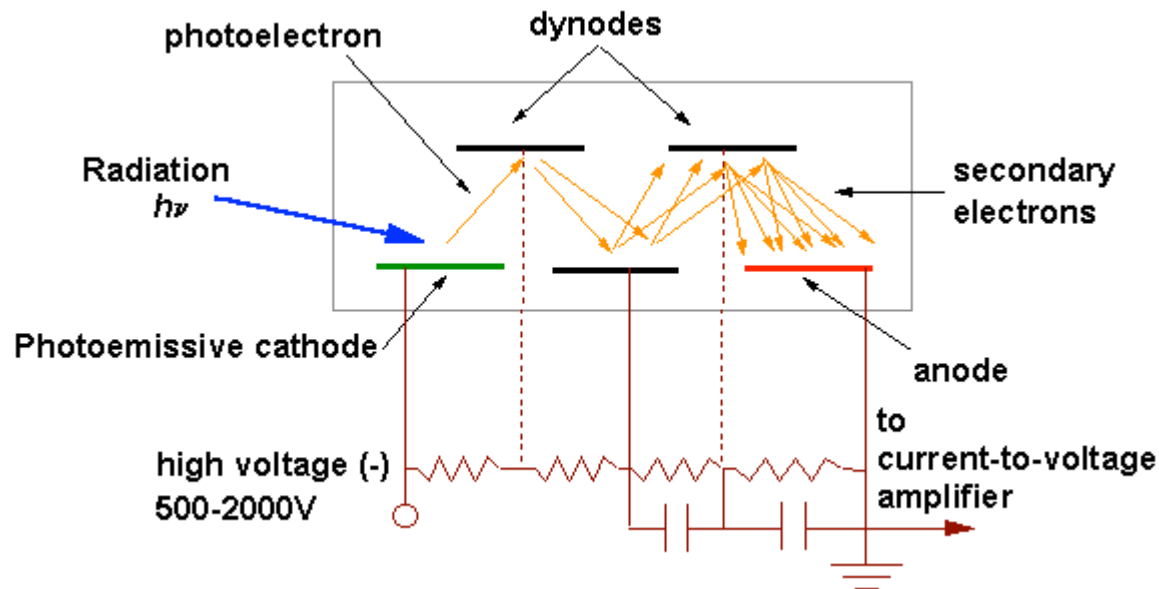 photoelectron
dynodes
Radiation
hν
secondary
electrons
Photoemissive cathode
anode
high voltage (-)
500-2000V
to
current-to-voltage
amplifier